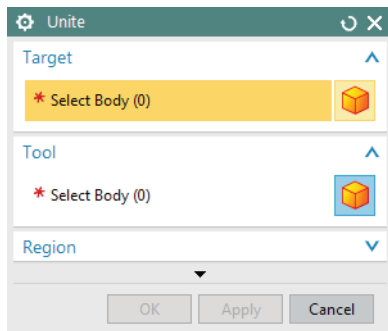 Unite
Target
* Select Body (0)
Tool
* Select Body (0)
Region
OK Apply Cancel